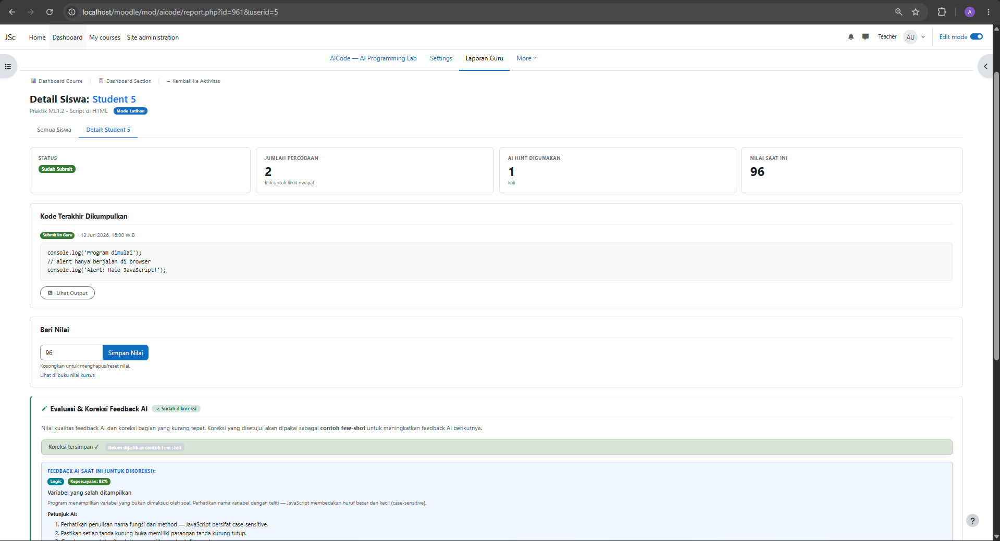 localhost/moodle/mod/aicode/report.php?id=961&userid=5
A
JSc Home Dashboard My courses Site administration Teacher AU Edit mode
AICode — AI Programming Lab Settings Laporan Guru More
Dashboard Course | Dashboard Section | ← Kembali ke Aktivitas
Detail Siswa: Student 5
Praktik ML1.2 - Script di HTML Mode Latihan
Semua Siswa Detail: Student 5
STATUS
Sudah Submit
JUMLAH PERCOBAAN
2
klik untuk lihat riwayat
AI HINT DIGUNAKAN
1
kali
NILAI SAAT INI
96
Kode Terakhir Dikumpulkan
Submit ke Guru · 13 Jun 2026, 16:00 WIB
console.log('Program dimulai');
// alert hanya berjalan di browser
console.log('Alert: Halo JavaScript!');
Lihat Output
Beri Nilai
96 Simpan Nilai
Kosongkan untuk menghapus/reset nilai.
Lihat di buku nilai kursus
Evaluasi & Koreksi Feedback AI ✓ Sudah dikoreksi
Nilai kualitas feedback AI dan koreksi bagian yang kurang tepat. Koreksi yang disetujui akan dipakai sebagai contoh few-shot untuk meningkatkan feedback AI berikutnya.
Koreksi tersimpan ✓ Belum dijadikan contoh few-shot
FEEDBACK AI SAAT INI (UNTUK DIKOREKSI):
Logic Kepercayaan: 82%
Variabel yang salah ditampilkan
Program menampilkan variabel yang bukan dimaksud oleh soal. Perhatikan nama variabel dengan teliti — JavaScript membedakan huruf besar dan kecil (case-sensitive).
Petunjuk AI:
1. Perhatikan penulisan nama fungsi dan method — JavaScript bersifat case-sensitive.
2. Pastikan setiap tanda kurung buka memiliki pasangan tanda kurung tutup.
?